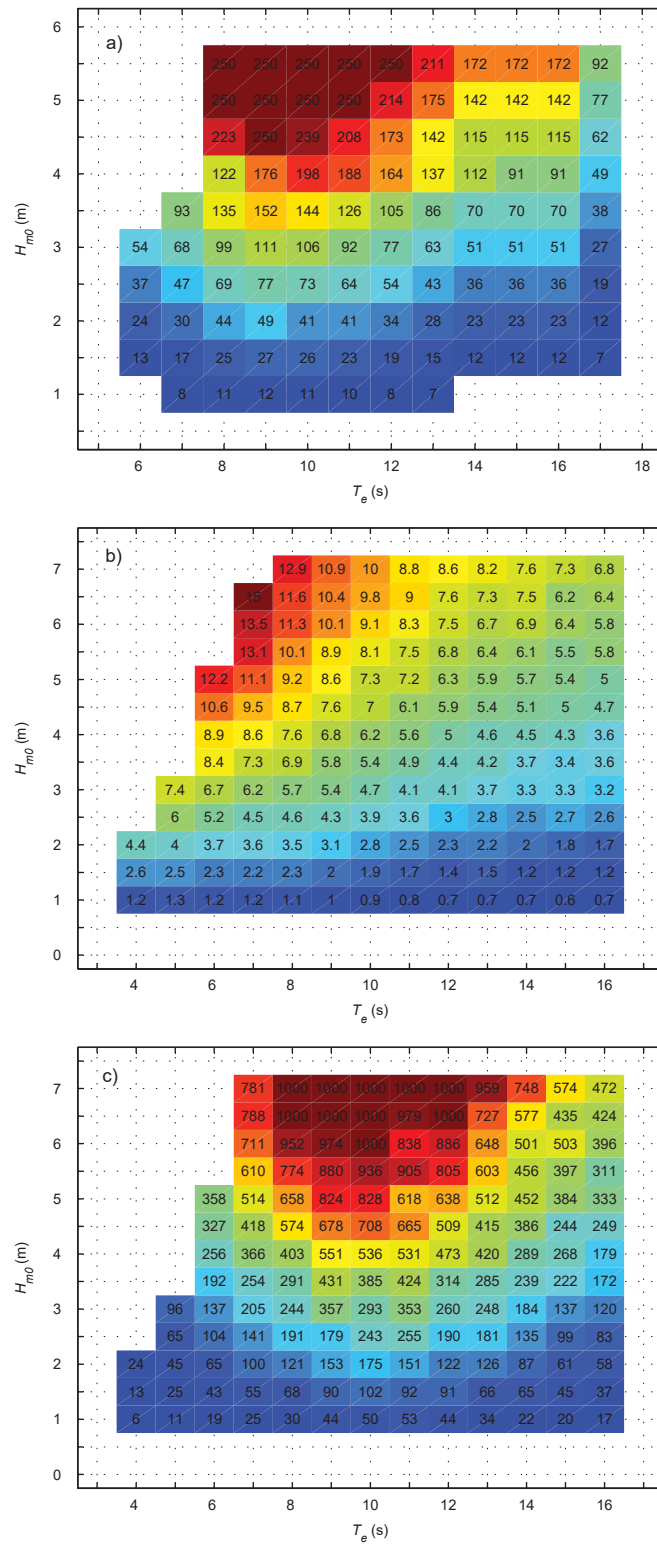 6
a)
250 250 250 250 250 211 172 172 172 92
5 250 250 250 250 214 175 142 142 142 77
223 250 239 208 173 142 115 115 115 62
4 122 176 198 188 164 137 112 91 91 49
93 135 152 144 126 105 86 70 70 70 38
3 54 68 99 111 106 92 77 63 51 51 51 27
37 47 69 77 73 64 54 43 36 36 36 19
2 24 30 44 49 41 41 34 28 23 23 23 12
13 17 25 27 26 23 19 15 12 12 12 7
1 8 11 12 11 10 8 7
H_m0 (m)
6 8 10 12 14 16 18
T_e (s)
b)
7 12.9 10.9 10 8.8 8.6 8.2 7.6 7.3 6.8
15 11.6 10.4 9.8 9 7.6 7.3 7.5 6.2 6.4
6 13.5 11.3 10.1 9.1 8.3 7.5 6.7 6.9 6.4 5.8
13.1 10.1 8.9 8.1 7.5 6.8 6.4 6.1 5.5 5.8
5 12.2 11.1 9.2 8.6 7.3 7.2 6.3 5.9 5.7 5.4 5
10.6 9.5 8.7 7.6 7 6.1 5.9 5.4 5.1 5 4.7
4 8.9 8.6 7.6 6.8 6.2 5.6 5 4.6 4.5 4.3 3.6
8.4 7.3 6.9 5.8 5.4 4.9 4.4 4.2 3.7 3.4 3.6
3 7.4 6.7 6.2 5.7 5.4 4.7 4.1 4.1 3.7 3.3 3.3 3.2
6 5.2 4.5 4.6 4.3 3.9 3.6 3 2.8 2.5 2.7 2.6
2 4.4 4 3.7 3.6 3.5 3.1 2.8 2.5 2.3 2.2 2 1.8 1.7
2.6 2.5 2.3 2.2 2.3 2 1.9 1.7 1.4 1.5 1.2 1.2 1.2
1 1.2 1.3 1.2 1.2 1.1 1 0.9 0.8 0.7 0.7 0.7 0.6 0.7
0
H_m0 (m)
4 6 8 10 12 14 16
T_e (s)
c)
7 781 1000 1000 1000 1000 1000 959 748 574 472
788 1000 1000 1000 979 1000 727 577 435 424
6 711 952 974 1000 838 886 648 501 503 396
610 774 880 936 905 805 603 456 397 311
5 358 514 658 824 828 618 638 512 452 384 333
327 418 574 678 708 665 509 415 386 244 249
4 256 366 403 551 536 531 473 420 289 268 179
192 254 291 431 385 424 314 285 239 222 172
3 96 137 205 244 357 293 353 260 248 184 137 120
65 104 141 191 179 243 255 190 181 135 99 83
2 24 45 65 100 121 153 175 151 122 126 87 61 58
13 25 43 55 68 90 102 92 91 66 65 45 37
1 6 11 19 25 30 44 50 53 44 34 22 20 17
0
H_m0 (m)
4 6 8 10 12 14 16
T_e (s)